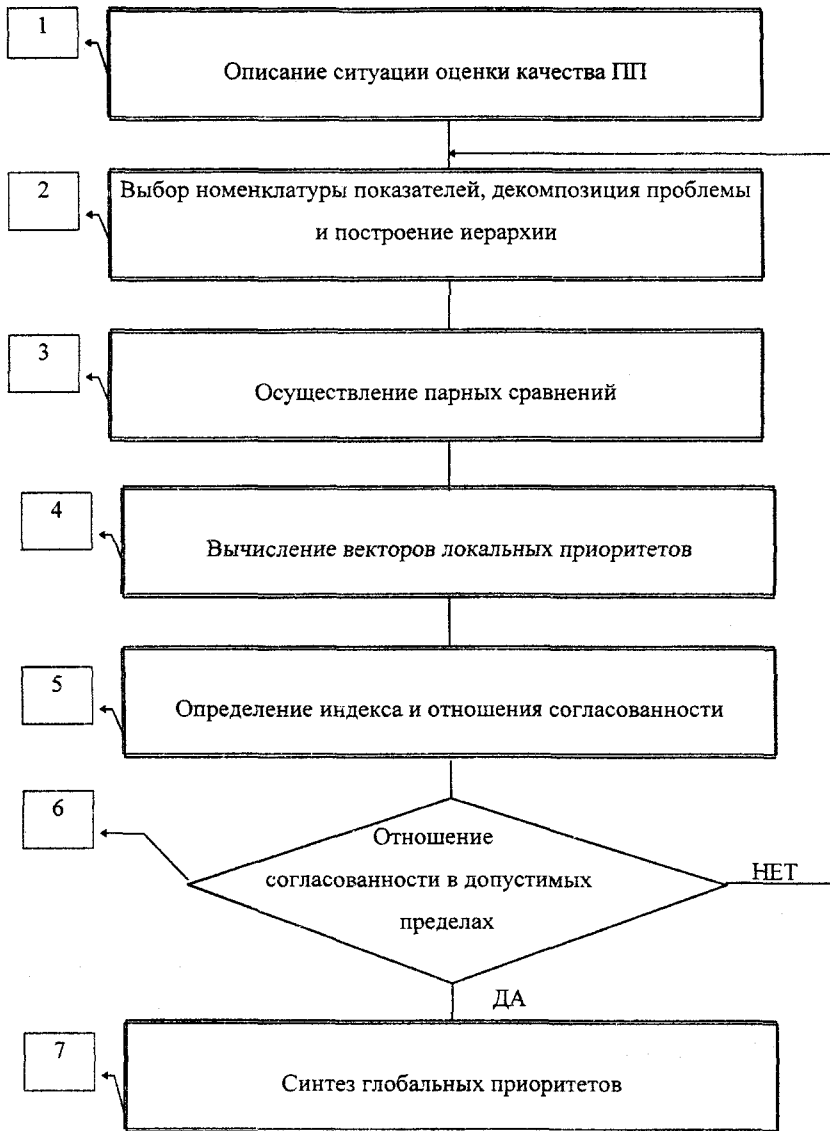 1
Описание ситуации оценки качества ПП
2
Выбор номенклатуры показателей, декомпозиция проблемы
и построение иерархии
3
Осуществление парных сравнений
4
Вычисление векторов локальных приоритетов
5
Определение индекса и отношения согласованности
6
Отношение
согласованности в допустимых
пределах
НЕТ
ДА
7
Синтез глобальных приоритетов